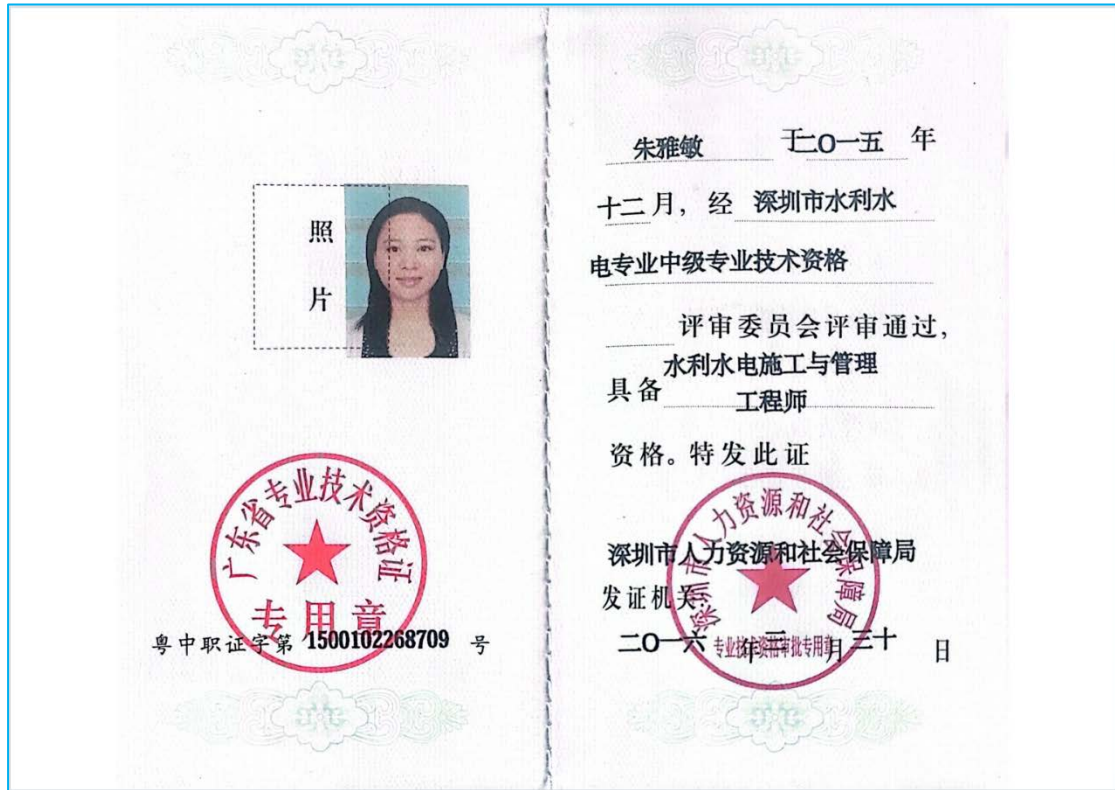 照
片
广东省专业技术资格证
专用章
粤中职证字第 1500102268709 号
朱雅敏 于二〇一五 年
十二月，经 深圳市水利水
电专业中级专业技术资格
评审委员会评审通过，
水利水电施工与管理
具备
工程师
资格。特发此证
深圳市人力资源和社会保障局
深圳市人力资源和社会保障局
发证机关：
专业技术资格审批专用章
二〇一六 年 三 月 三十 日